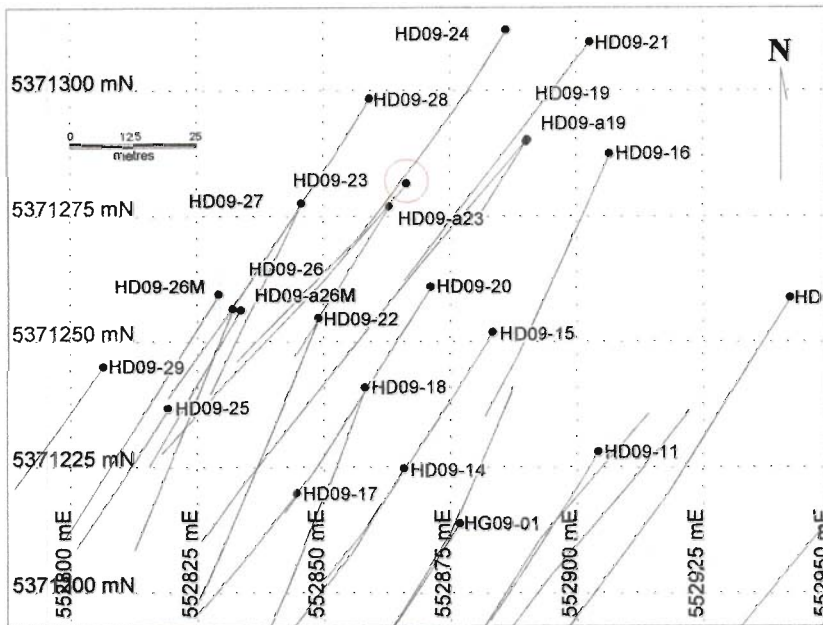 HD09-24
HD09-21
N
5371300 mN
HD09-28
HD09-19
HD09-a19
0 12.5 25
metres
HD09-16
HD09-23
HD09-27
5371275 mN
HD09-a23
HD09-26
HD09-26M
HD09-a26M
HD09-20
HD
HD09-22
5371250 mN
HD09-15
HD09-29
HD09-18
HD09-25
HD09-11
5371225 mN
HD09-14
HD09-17
HG09-01
5371200 mN
552800 mE
552825 mE
552850 mE
552875 mE
552900 mE
552925 mE
552950 mE